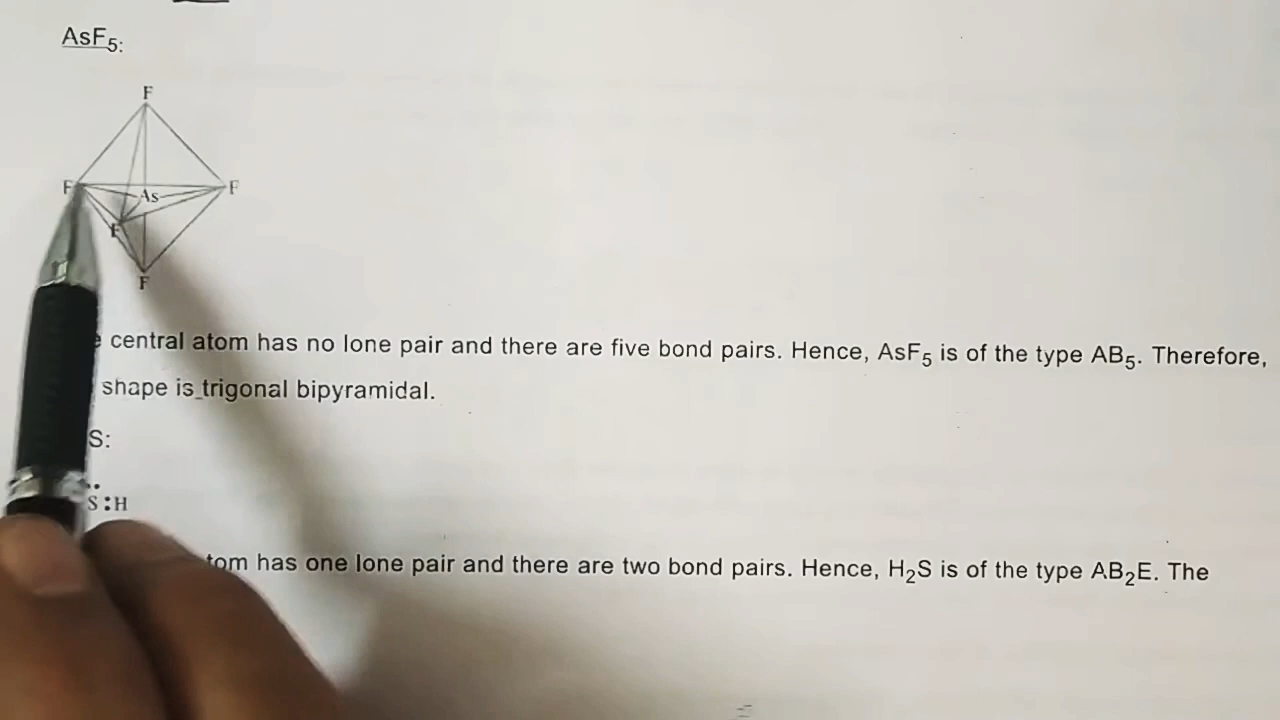 AsF₅:
F
F As F
F
F
central atom has no lone pair and there are five bond pairs. Hence, AsF₅ is of the type AB₅. Therefore,
shape is trigonal bipyramidal.
S:
S:H
has one lone pair and there are two bond pairs. Hence, H₂S is of the type AB₂E. The